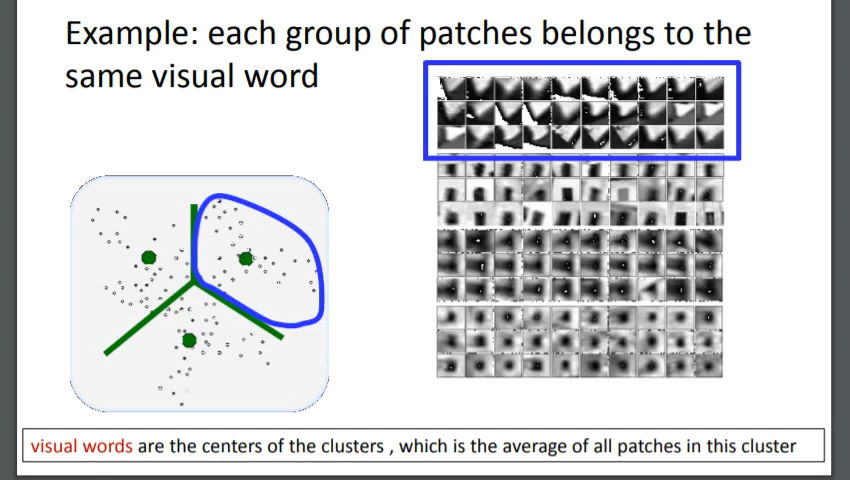 Example: each group of patches belongs to the
same visual word
visual words are the centers of the clusters , which is the average of all patches in this cluster